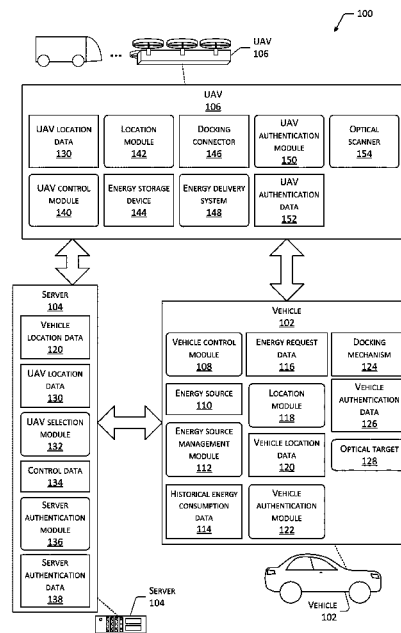 100
UAV
106
UAV
106
UAV LOCATION
DATA
130
LOCATION
MODULE
142
DOCKING
CONNECTOR
146
UAV
AUTHENTICATION
MODULE
150
OPTICAL
SCANNER
154
UAV CONTROL
MODULE
140
ENERGY STORAGE
DEVICE
144
ENERGY DELIVERY
SYSTEM
148
UAV
AUTHENTICATION
DATA
152
SERVER
104
VEHICLE
LOCATION DATA
120
UAV LOCATION
DATA
130
UAV SELECTION
MODULE
132
CONTROL DATA
134
SERVER
AUTHENTICATION
MODULE
136
SERVER
AUTHENTICATION
DATA
138
VEHICLE
102
VEHICLE CONTROL
MODULE
108
ENERGY REQUEST
DATA
116
DOCKING
MECHANISM
124
ENERGY SOURCE
110
LOCATION
MODULE
118
VEHICLE
AUTHENTICATION
DATA
126
ENERGY SOURCE
MANAGEMENT
MODULE
112
VEHICLE LOCATION
DATA
120
OPTICAL TARGET
128
HISTORICAL ENERGY
CONSUMPTION
DATA
114
VEHICLE
AUTHENTICATION
MODULE
122
SERVER
104
VEHICLE
102